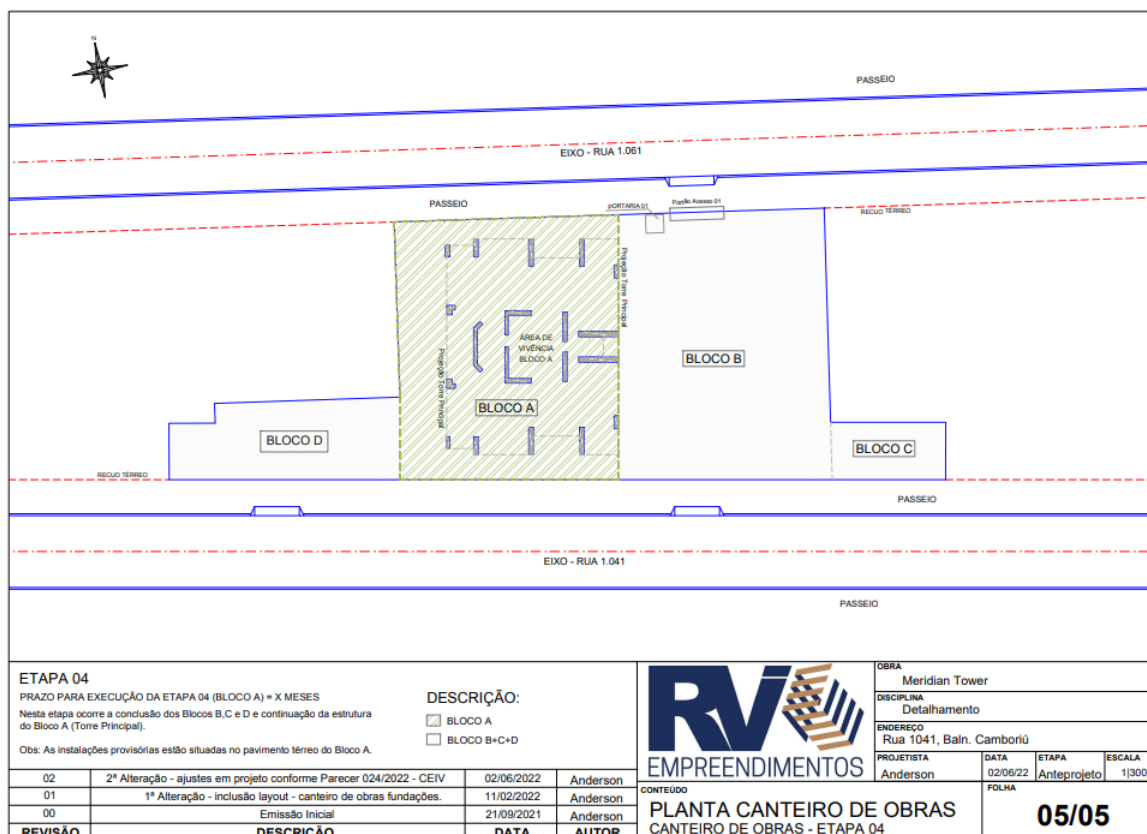 N
PASSEIO
EIXO - RUA 1.061
PASSEIO
pORTARIA 01
Portão Acesso 01
RECUO TÉRREO
Projeção Torre Principal
ÁREA DE
VIVÊNCIA
BLOCO A
Projeção Torre Principal
BLOCO B
BLOCO A
BLOCO D
BLOCO C
RECUO TÉRREO
PASSEIO
EIXO - RUA 1.041
PASSEIO
ETAPA 04
PRAZO PARA EXECUÇÃO DA ETAPA 04 (BLOCO A) = X MESES
Nesta etapa ocorre a conclusão dos Blocos B,C e D e continuação da estrutura
do Bloco A (Torre Principal).
Obs: As instalações provisórias estão situadas no pavimento térreo do Bloco A.
DESCRIÇÃO:
BLOCO A
BLOCO B+C+D
02 2ª Alteração - ajustes em projeto conforme Parecer 024/2022 - CEIV 02/06/2022 Anderson
01 1ª Alteração - inclusão layout - canteiro de obras fundações. 11/02/2022 Anderson
00 Emissão Inicial 21/09/2021 Anderson
REVISÃO DESCRIÇÃO DATA AUTOR
RV
EMPREENDIMENTOS
OBRA
Meridian Tower
DISCIPLINA
Detalhamento
ENDEREÇO
Rua 1041, Baln. Camboriú
PROJETISTA DATA ETAPA ESCALA
Anderson 02/06/22 Anteprojeto 1|300
CONTEÚDO
PLANTA CANTEIRO DE OBRAS
CANTEIRO DE OBRAS - ETAPA 04
FOLHA
05/05